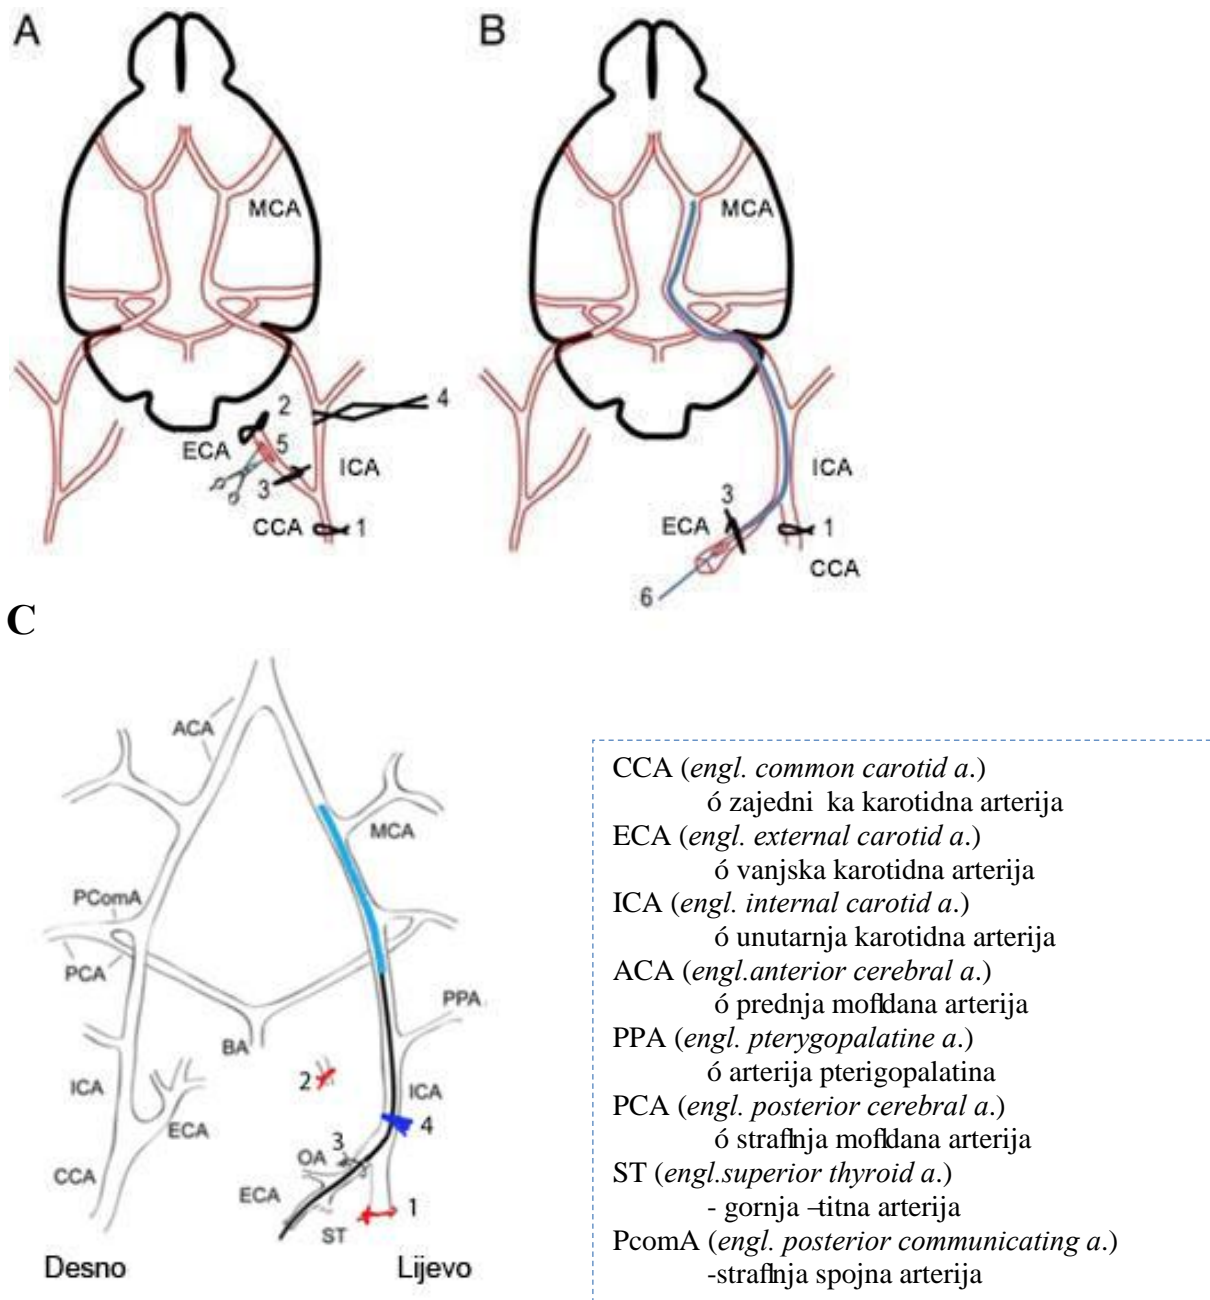 A
B
MCA
MCA
2
4
ECA
5
ICA
3
CCA
1
ICA
3
ECA
1
CCA
6
C
ACA
MCA
PComA
PCA
PPA
BA
2
ICA
ICA
4
ECA
3
OA
CCA
ECA
1
ST
Desno
Lijevo
CCA (engl. common carotid a.)
ó zajedni ka karotidna arterija
ECA (engl. external carotid a.)
ó vanjska karotidna arterija
ICA (engl. internal carotid a.)
ó unutarnja karotidna arterija
ACA (engl.anterior cerebral a.)
ó prednja mofldana arterija
PPA (engl. pterygopalatine a.)
ó arterija pterigopalatina
PCA (engl. posterior cerebral a.)
ó straflnja mofldana arterija
ST (engl.superior thyroid a.)
- gornja –titna arterija
PcomA (engl. posterior communicating a.)
-straflnja spojna arterija